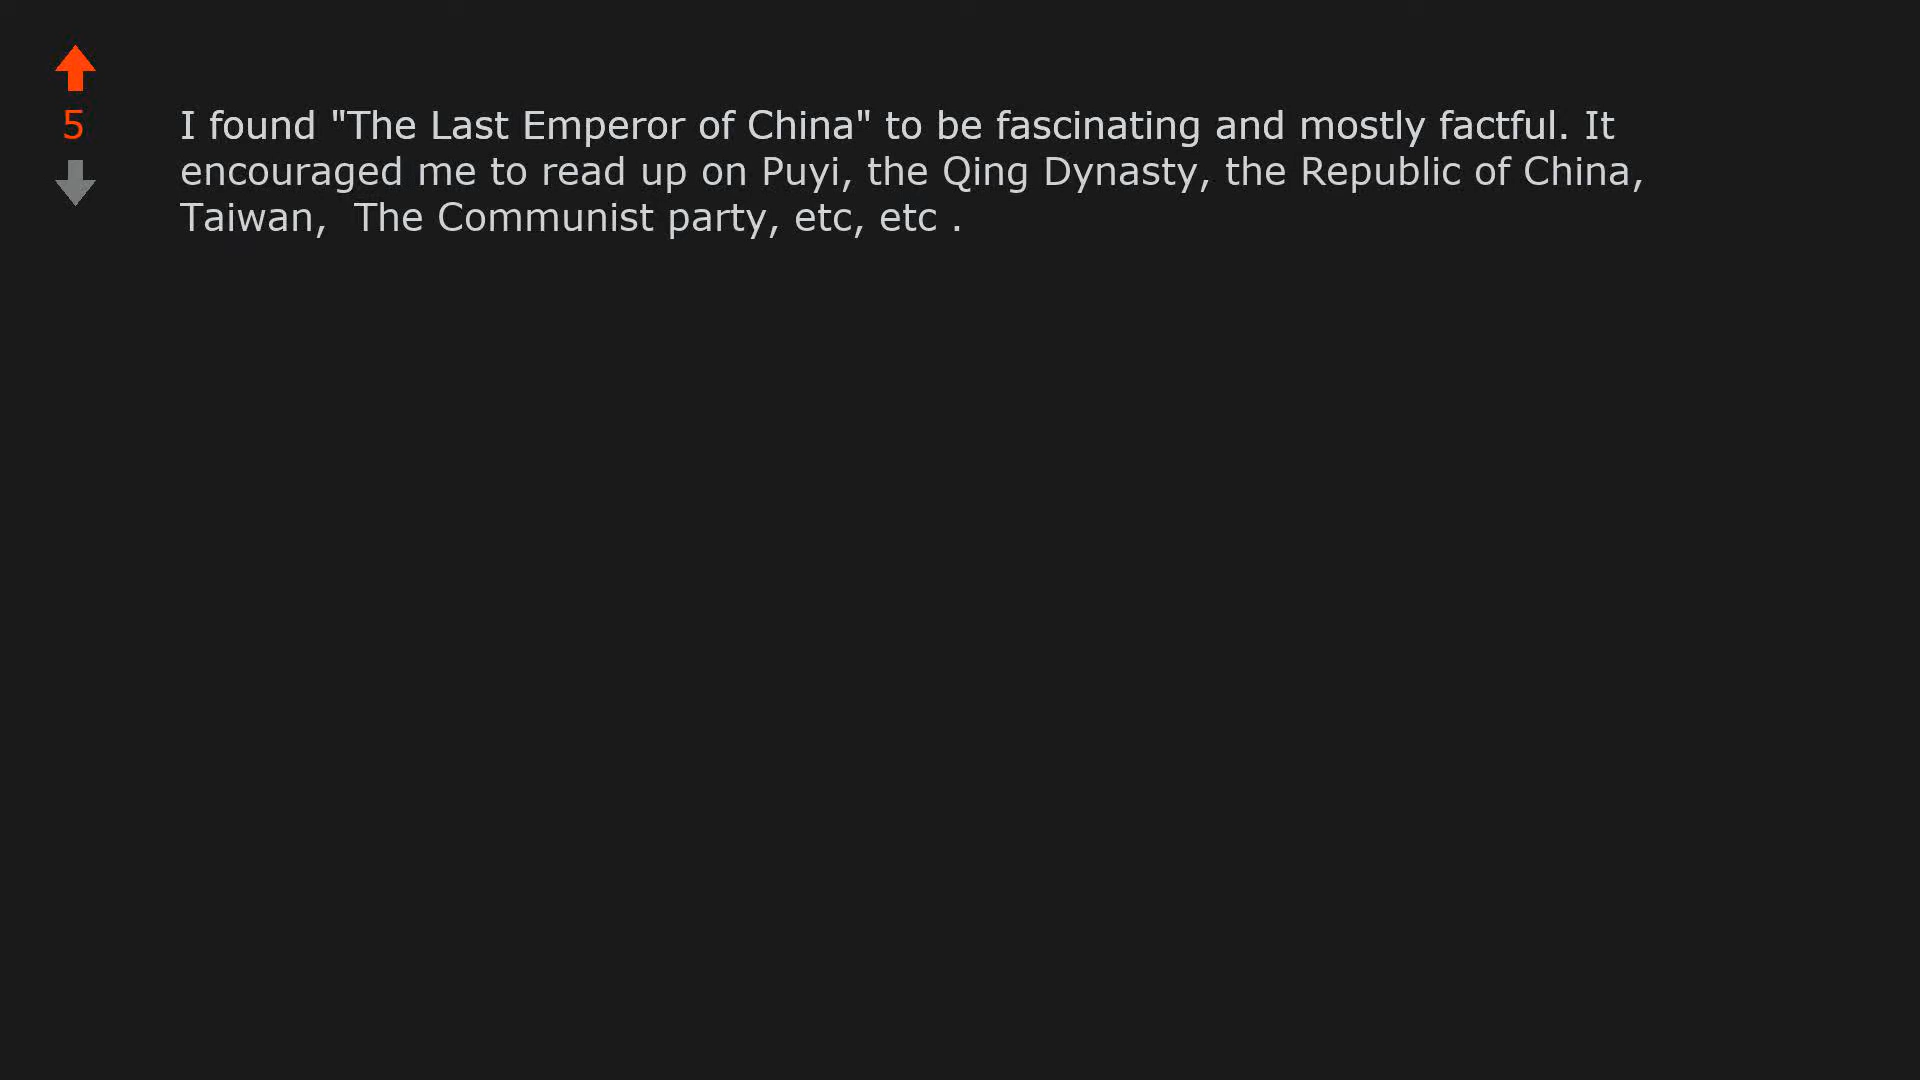 5
I found "The Last Emperor of China" to be fascinating and mostly factful. It
encouraged me to read up on Puyi, the Qing Dynasty, the Republic of China,
Taiwan,  The Communist party, etc, etc .